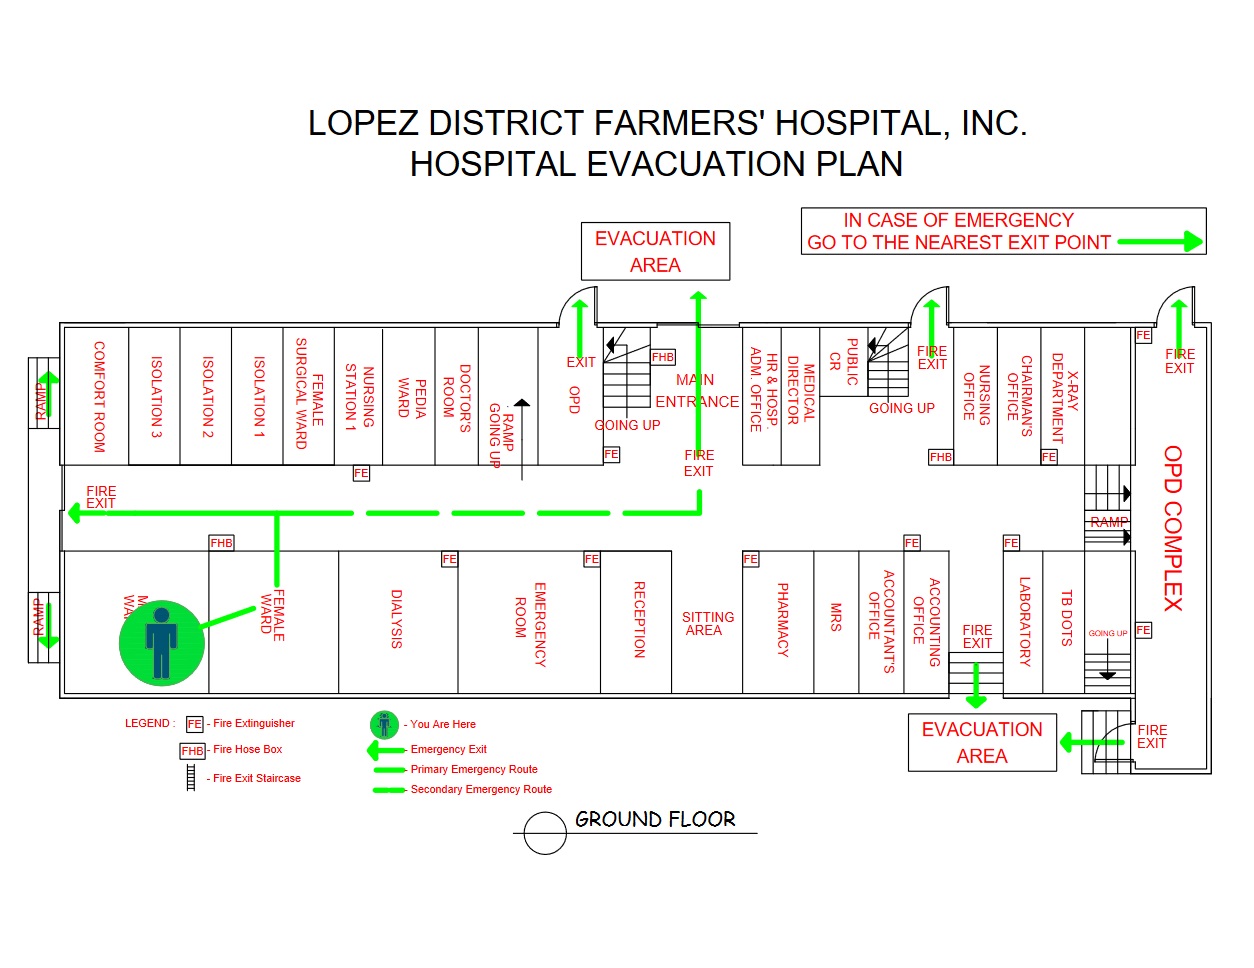 LOPEZ DISTRICT FARMERS' HOSPITAL, INC.
HOSPITAL EVACUATION PLAN
IN CASE OF EMERGENCY
GO TO THE NEAREST EXIT POINT
EVACUATION
AREA
COMFORT ROOM
ISOLATION 3
ISOLATION 2
ISOLATION 1
FEMALE
SURGICAL WARD
NURSING
STATION 1
PEDIA
WARD
DOCTOR'S
ROOM
RAMP
GOING UP
EXIT
OPD
GOING UP
FHB
MAIN
ENTRANCE
FIRE
EXIT
HR & HOSP.
ADM. OFFICE
MEDICAL
DIRECTOR
PUBLIC
CR
GOING UP
FIRE
EXIT
NURSING
OFFICE
CHAIRMAN'S
OFFICE
X-RAY
DEPARTMENT
FE
FIRE
EXIT
OPD COMPLEX
RAMP
FE
FE
FHB
FE
FIRE
EXIT
RAMP
FHB
FE
FE
FE
FE
FE
RAMP
FEMALE
WARD
DIALYSIS
EMERGENCY
ROOM
RECEPTION
SITTING
AREA
PHARMACY
MRS
ACCOUNTANT'S
OFFICE
ACCOUNTING
OFFICE
FIRE
EXIT
LABORATORY
TB DOTS
GOING UP
FE
RAMP
EVACUATION
AREA
FIRE
EXIT
LEGEND :
FE - Fire Extinguisher
FHB - Fire Hose Box
- Fire Exit Staircase
- You Are Here
- Emergency Exit
- Primary Emergency Route
- Secondary Emergency Route
GROUND FLOOR